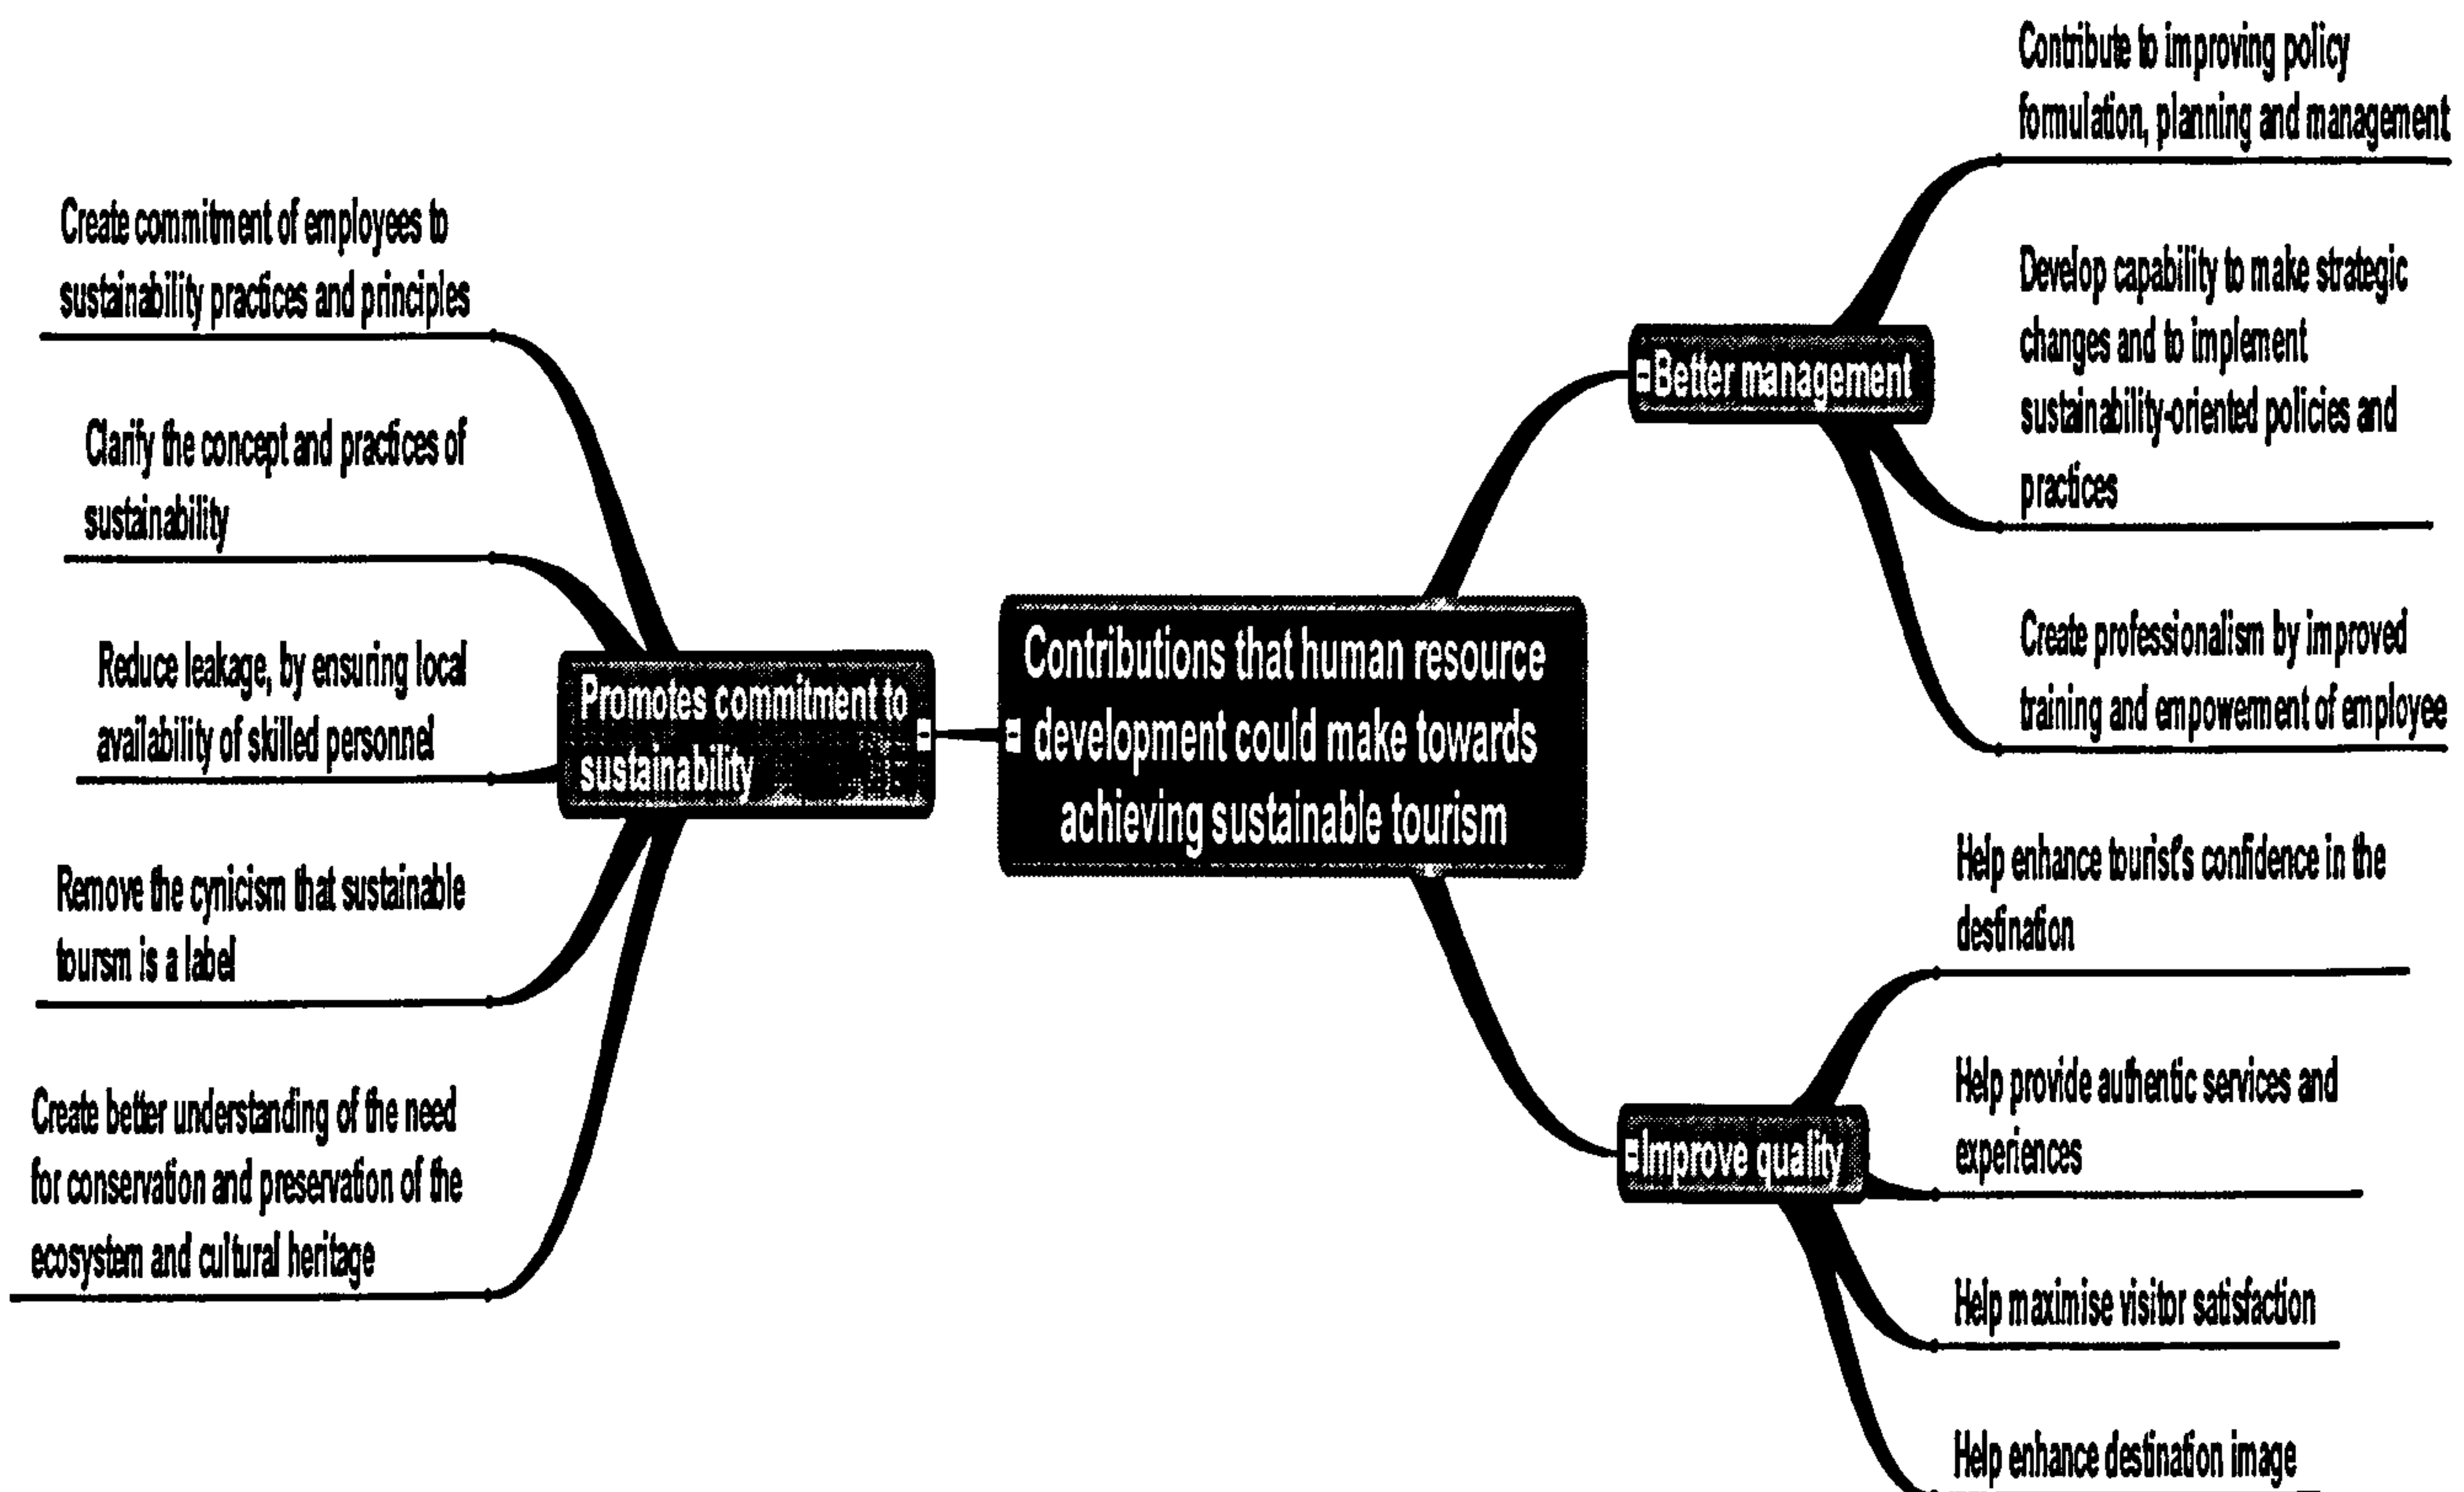 Contributions that human resource
development could make towards
achieving sustainable tourism
Better management
Contribute to improving policy
formulation, planning and management
Develop capability to make strategic
changes and to implement
sustainability-oriented policies and
practices
Create professionalism by improved
training and empowerment of employee
Improve quality
Help enhance tourist's confidence in the
destination
Help provide authentic services and
experiences
Help maximise visitor satisfaction
Help enhance destination image
Promotes commitment to
sustainability
Create commitment of employees to
sustainability practices and principles
Clarify the concept and practices of
sustainability
Reduce leakage, by ensuring local
availability of skilled personnel
Remove the cynicism that sustainable
toursm is a label
Create better understanding of the need
for conservation and preservation of the
ecosystem and cultural heritage